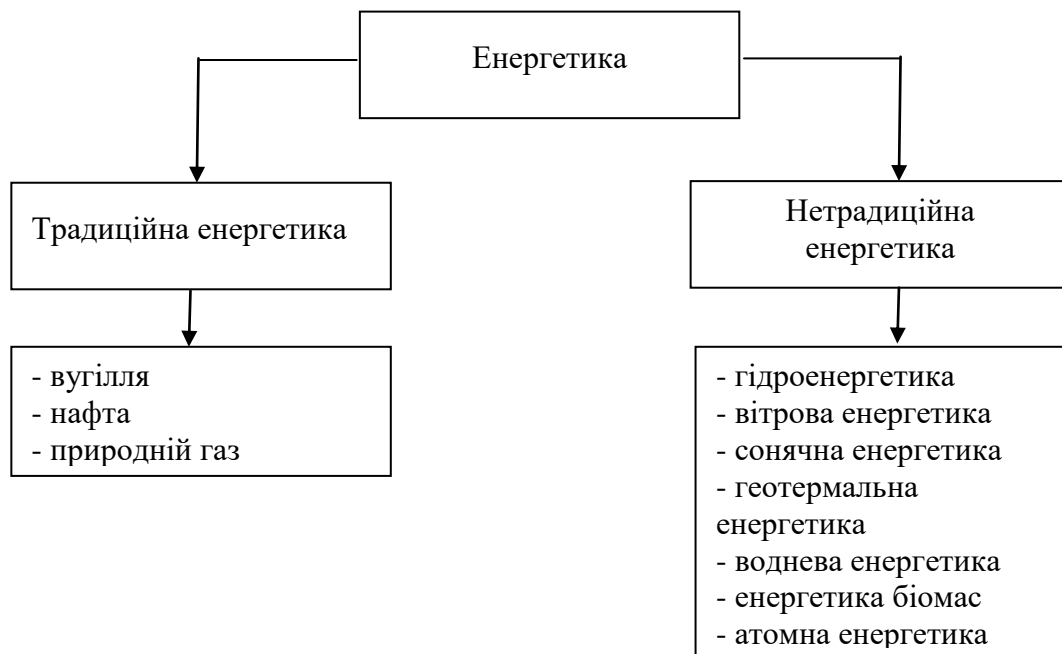 Енергетика
Традиційна енергетика
Нетрадиційна
енергетика
- вугілля
- нафта
- природній газ
- гідроенергетика
- вітрова енергетика
- сонячна енергетика
- геотермальна
енергетика
- воднева енергетика
- енергетика біомас
- атомна енергетика